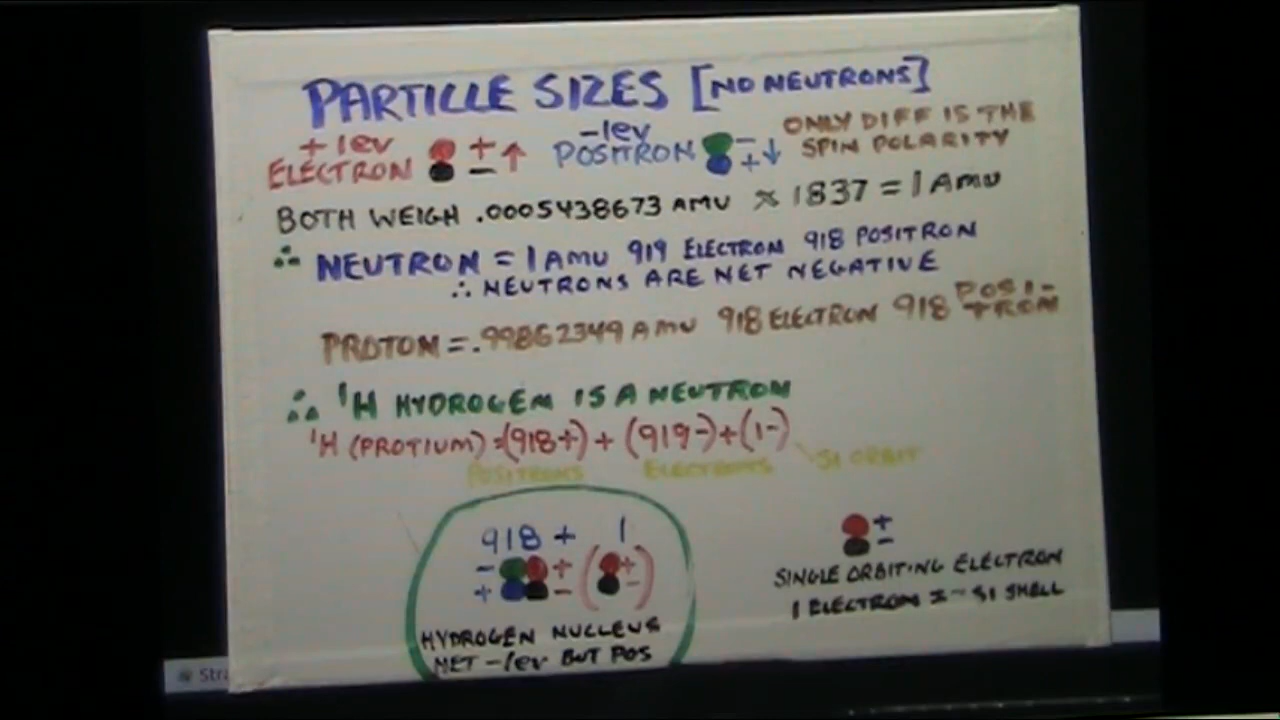 PARTICLE SIZES [NO NEUTRONS]
+1ev
ELECTRON + - ↑
-1ev
POSITRON - + ↓
ONLY DIFF IS THE
SPIN POLARITY
BOTH WEIGH .0005438673 AMU × 1837 = 1 AMU
∴ NEUTRON = 1 AMU 919 ELECTRON 918 POSITRON
∴ NEUTRONS ARE NET NEGATIVE
PROTON = .99862349 AMU 918 ELECTRON 918 POSI-
TRON
∴ ¹H HYDROGEN IS A NEUTRON
¹H (PROTIUM) = (918+) + (919-) + (1-)
POSITRONS ELECTRONS S1 ORBIT
918 + 1
- + (+
+ - -)
HYDROGEN NUCLEUS
NET -1ev BUT POS
+
-
SINGLE ORBITING ELECTRON
1 ELECTRON S1 SHELL
Stra